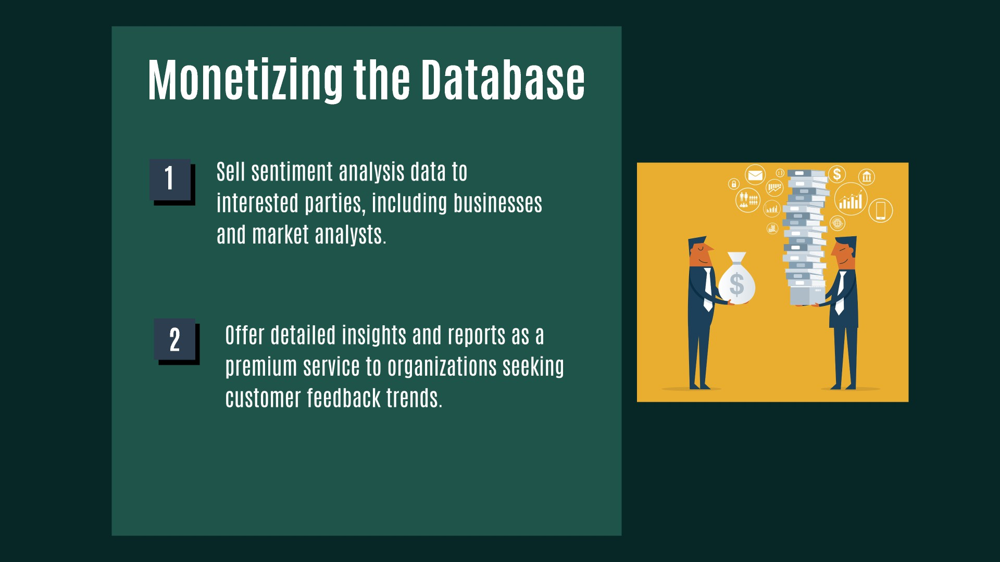 Monetizing the Database
1
Sell sentiment analysis data to
interested parties, including businesses
and market analysts.
2
Offer detailed insights and reports as a
premium service to organizations seeking
customer feedback trends.
$
$